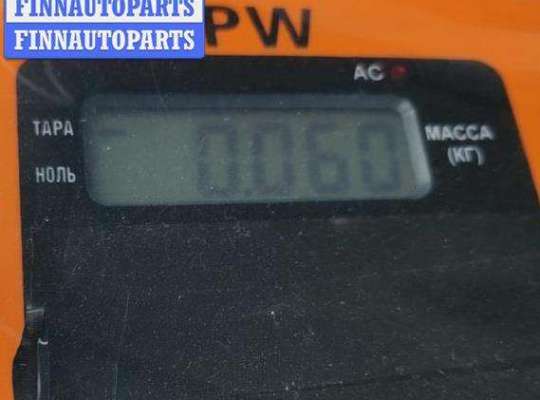 FINNAUTOPARTS
FINNAUTOPARTS
PW
AC
ТАРА
0.060
МАССА
(КГ)
НОЛЬ